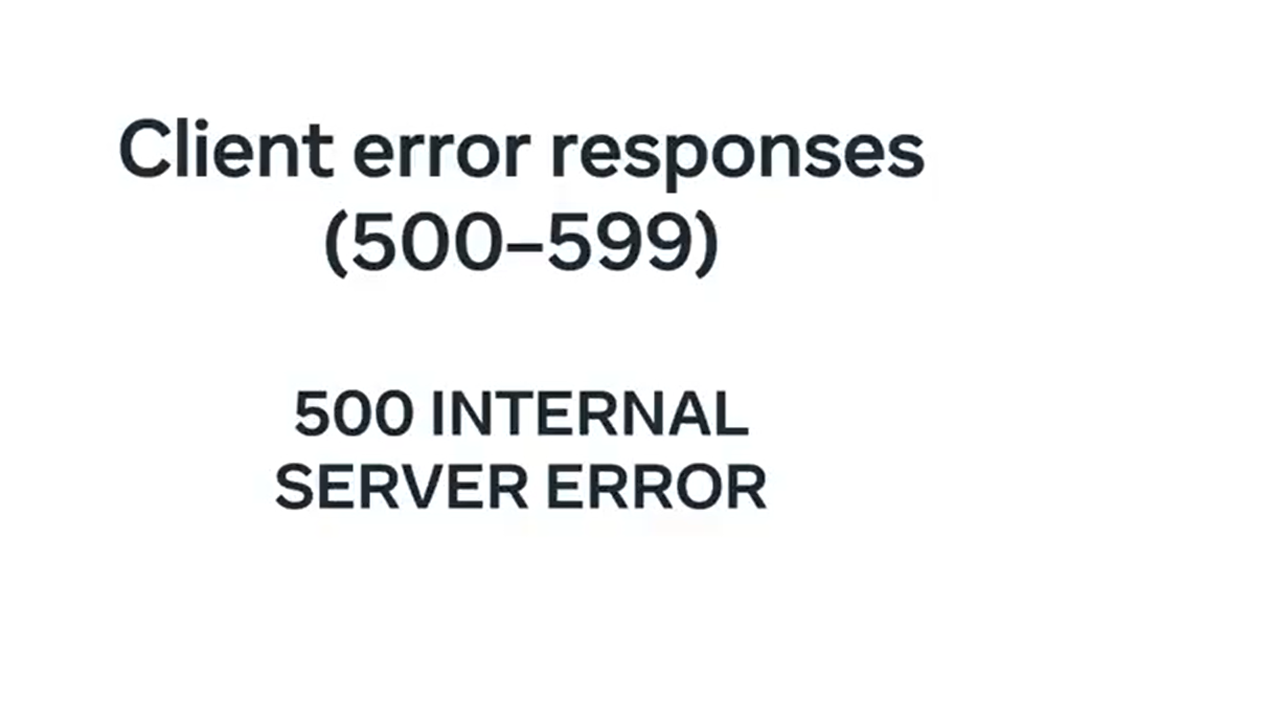 Client error responses
(500–599)
500 INTERNAL
SERVER ERROR